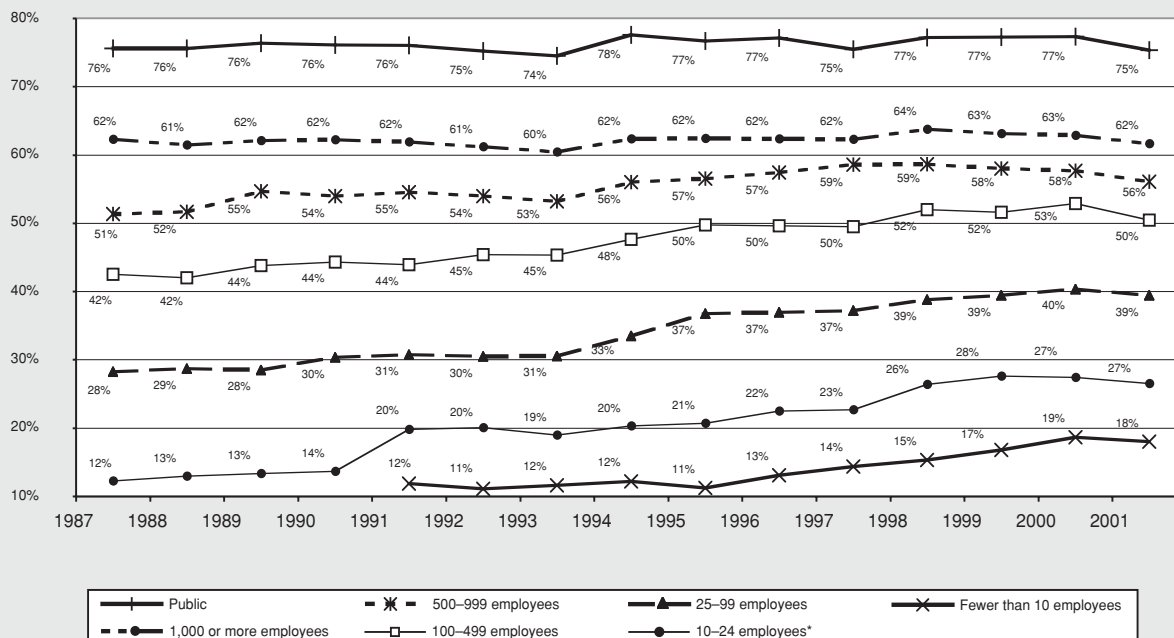 80%
76% 76% 76% 76% 76% 75% 74% 78% 77% 77% 75% 77% 77% 77% 75%
70%
62% 61% 62% 62% 62% 61% 60% 62% 62% 62% 62% 64% 63% 63% 62%
60%
51% 52% 55% 54% 55% 54% 53% 56% 57% 57% 59% 59% 58% 58% 56%
50%
42% 42% 44% 44% 44% 45% 45% 48% 50% 50% 50% 52% 52% 53% 50%
40%
28% 29% 28% 30% 31% 30% 31% 33% 37% 37% 37% 39% 39% 40% 39%
30%
12% 13% 13% 14% 20% 20% 19% 20% 21% 22% 23% 26% 28% 27% 27%
20%
12% 11% 12% 12% 11% 13% 14% 15% 17% 19% 18%
10%
1987 1988 1989 1990 1991 1992 1993 1994 1995 1996 1997 1998 1999 2000 2001
Public 500–999 employees 25–99 employees Fewer than 10 employees
1,000 or more employees 100–499 employees 10–24 employees*